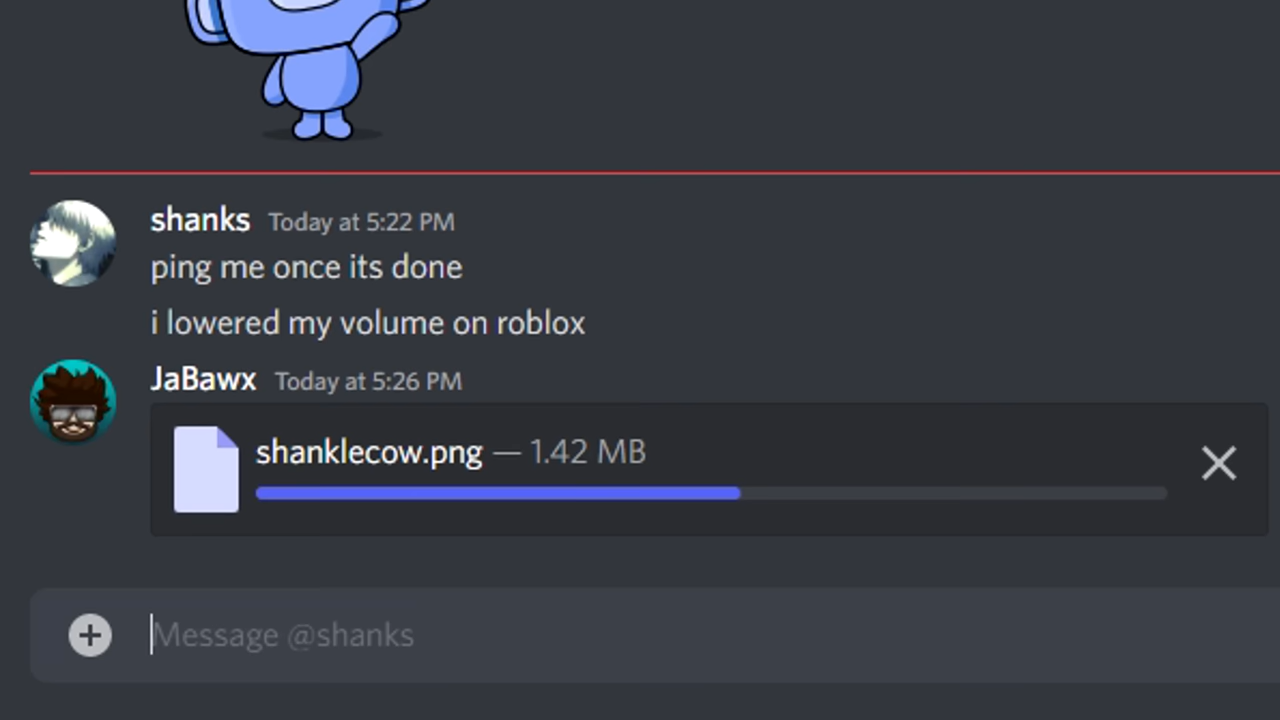 shanks Today at 5:22 PM
ping me once its done
i lowered my volume on roblox
JaBawx Today at 5:26 PM
shanklecow.png — 1.42 MB
Message @shanks